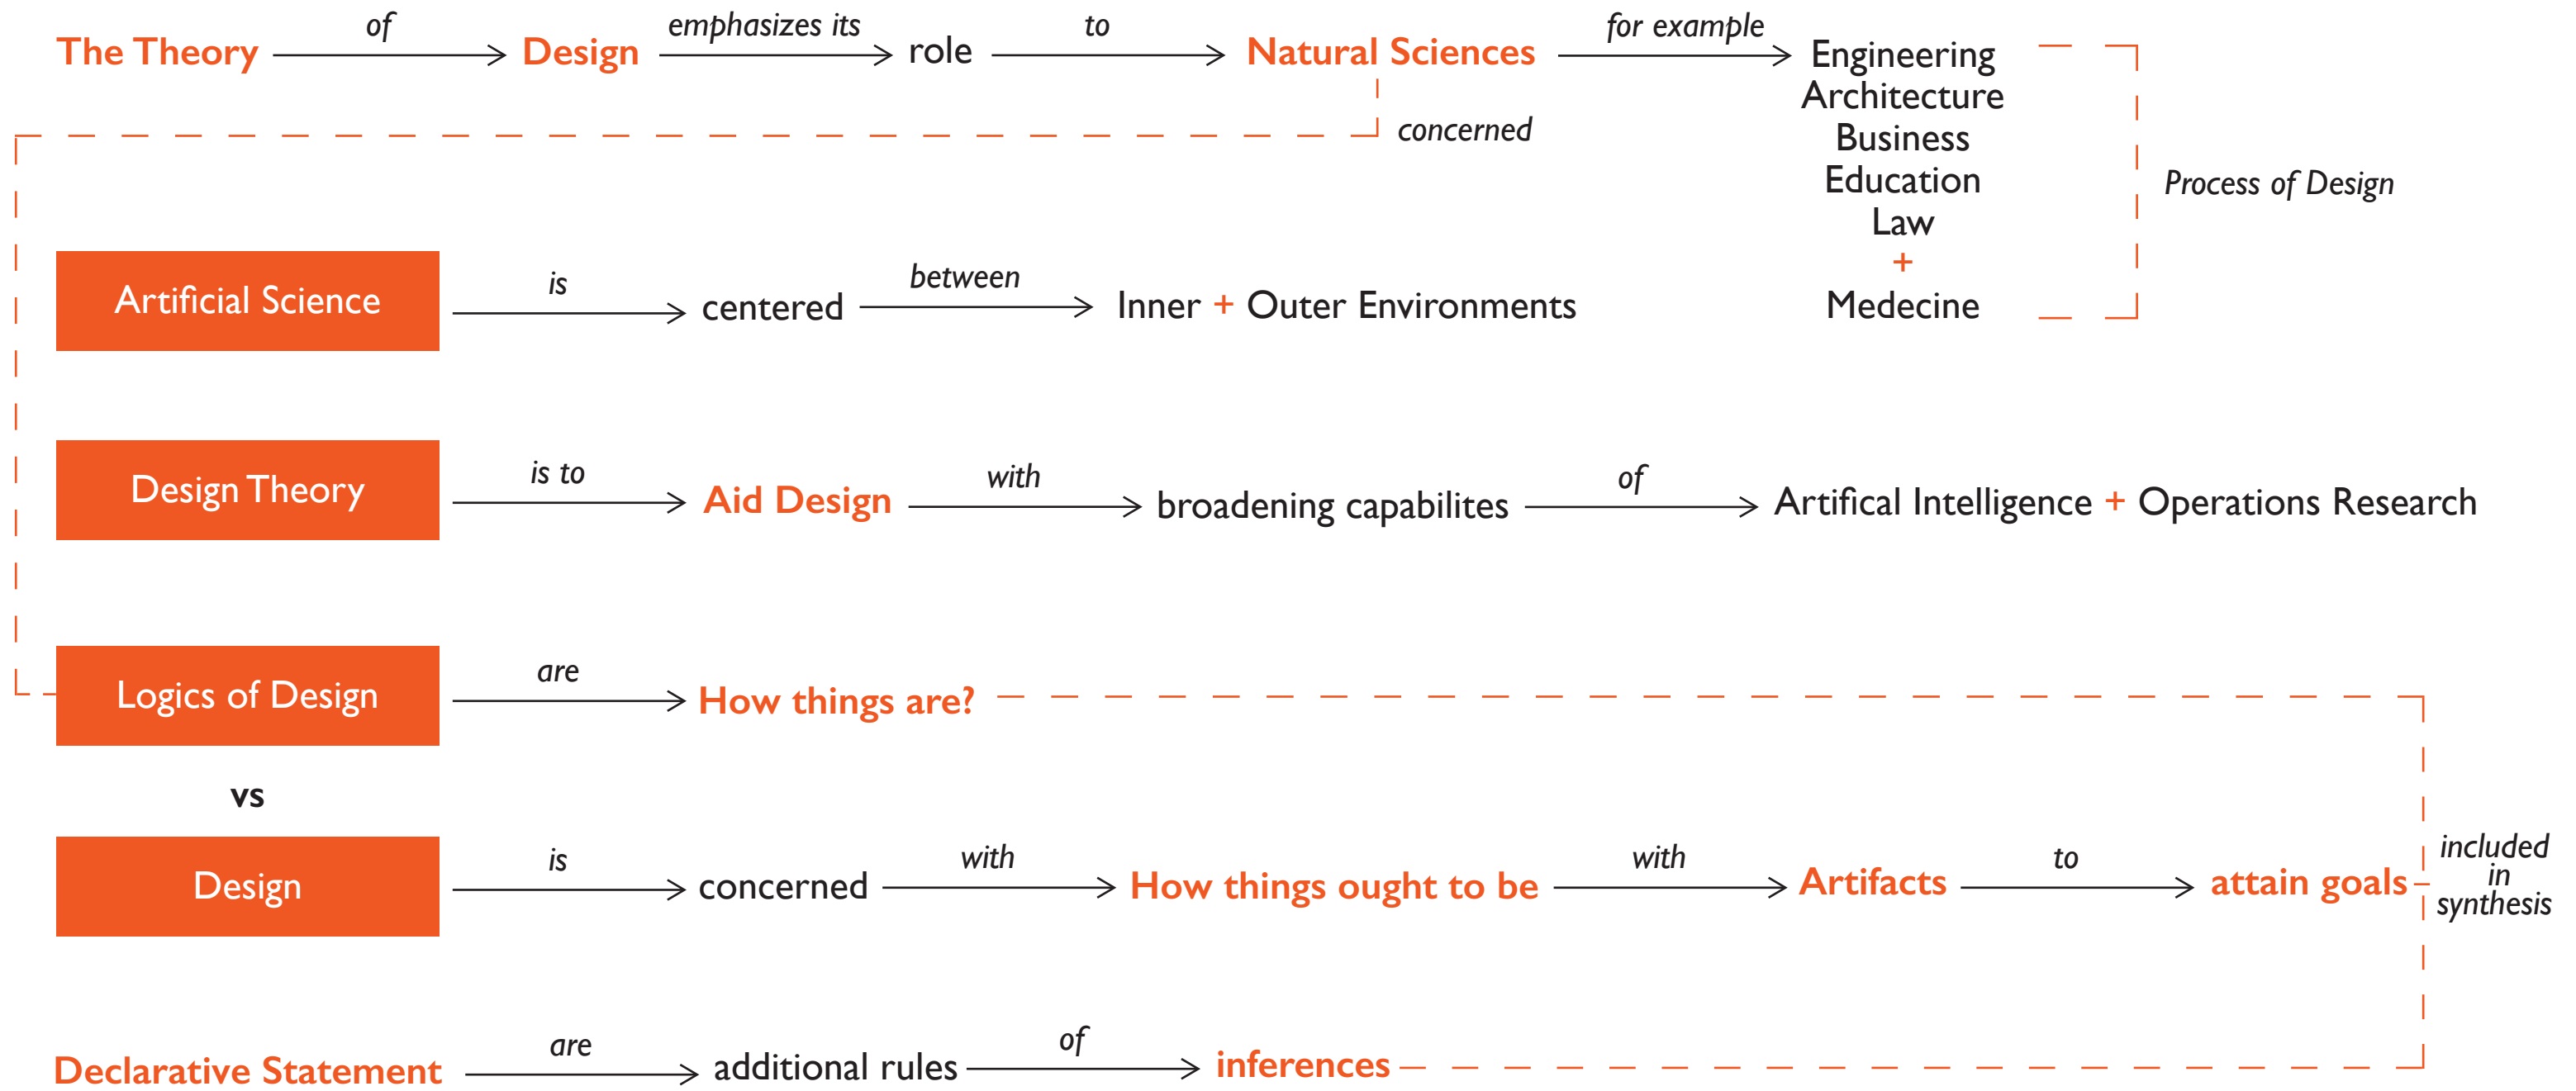 The Theory of Design emphasizes its role to Natural Sciences for example Engineering
Architecture
Business
Education
Law
+
Medecine
Process of Design
concerned
Artificial Science is centered between Inner + Outer Environments
Design Theory is to Aid Design with broadening capabilites of Artifical Intelligence + Operations Research
Logics of Design are How things are?
vs
Design is concerned with How things ought to be with Artifacts to attain goals
included
in
synthesis
Declarative Statement are additional rules of inferences